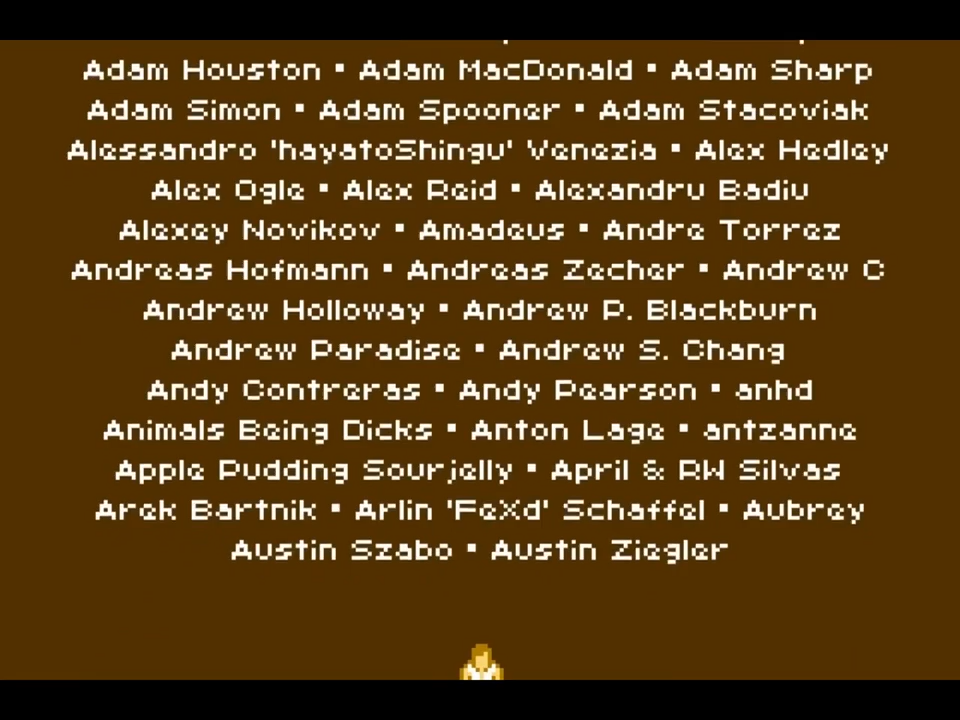 Adam Houston • Adam MacDonald • Adam Sharp
Adam Simon • Adam Spooner • Adam Stacoviak
Alessandro 'hayatoShingu' Venezia • Alex Hedley
Alex Ogle • Alex Reid • Alexandru Badiu
Alexey Novikov • Amadeus • Andre Torrez
Andreas Hofmann • Andreas Zecher • Andrew C
Andrew Holloway • Andrew P. Blackburn
Andrew Paradise • Andrew S. Chang
Andy Contreras • Andy Pearson • anhd
Animals Being Dicks • Anton Lage • antzanne
Apple Pudding Sourjelly • April & RW Silvas
Arek Bartnik • Arlin 'FeXd' Schaffel • Aubrey
Austin Szabo • Austin Ziegler